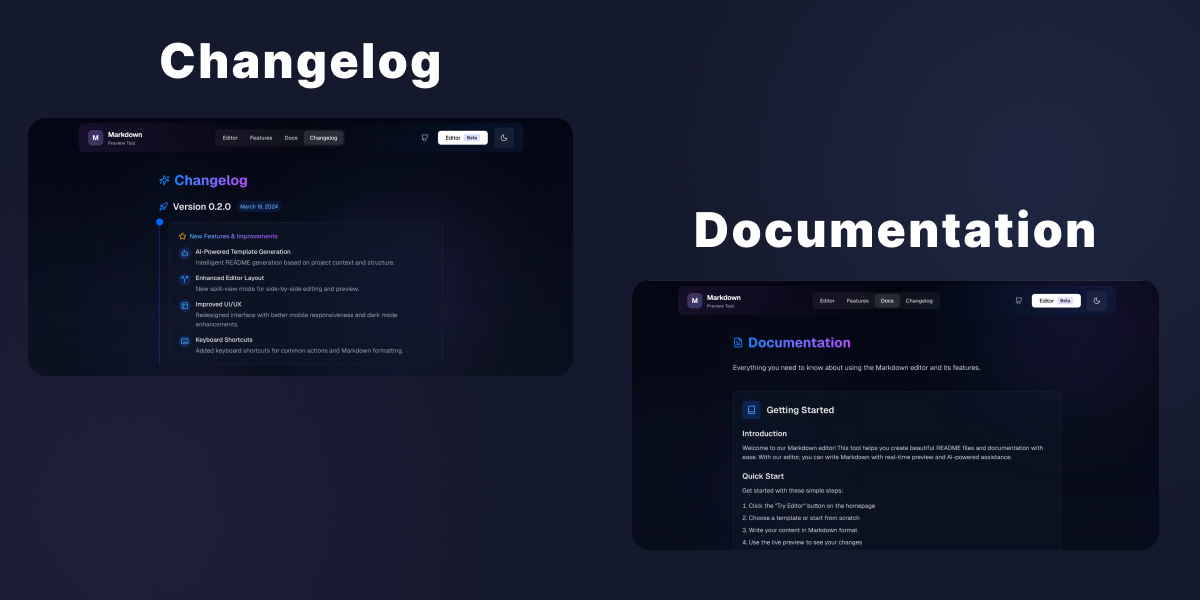 Changelog
M
Markdown
Preview Tool
Editor Features Docs Changelog
Editor Beta
Changelog
Version 0.2.0 March 16, 2024
New Features & Improvements
AI-Powered Template Generation
Intelligent README generation based on project context and structure.
Enhanced Editor Layout
New split-view mode for side-by-side editing and preview.
Improved UI/UX
Redesigned interface with better mobile responsiveness and dark mode
enhancements.
Keyboard Shortcuts
Added keyboard shortcuts for common actions and Markdown formatting.
Documentation
M
Markdown
Preview Tool
Editor Features Docs Changelog
Editor Beta
Documentation
Everything you need to know about using the Markdown editor and its features.
Getting Started
Introduction
Welcome to our Markdown editor! This tool helps you create beautiful README files and documentation with
ease. With our editor, you can write Markdown with real-time preview and AI-powered assistance.
Quick Start
Get started with these simple steps:
1. Click the "Try Editor" button on the homepage
2. Choose a template or start from scratch
3. Write your content in Markdown format
4. Use the live preview to see your changes